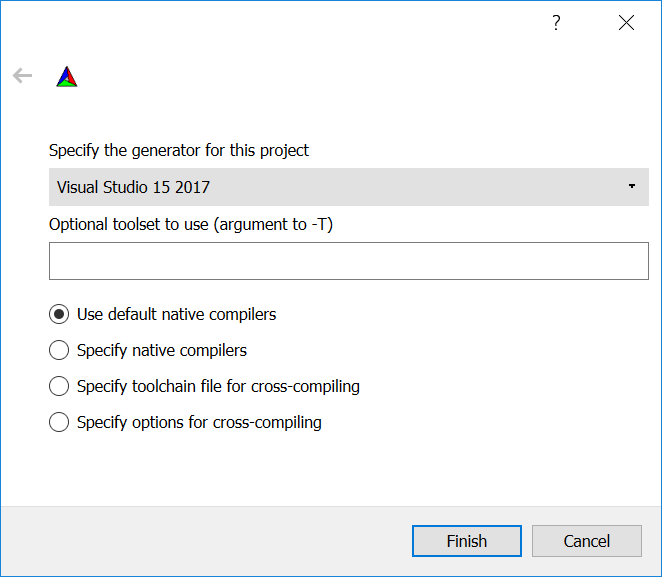 ?
Specify the generator for this project
Visual Studio 15 2017
Optional toolset to use (argument to -T)
Use default native compilers
Specify native compilers
Specify toolchain file for cross-compiling
Specify options for cross-compiling
Finish
Cancel